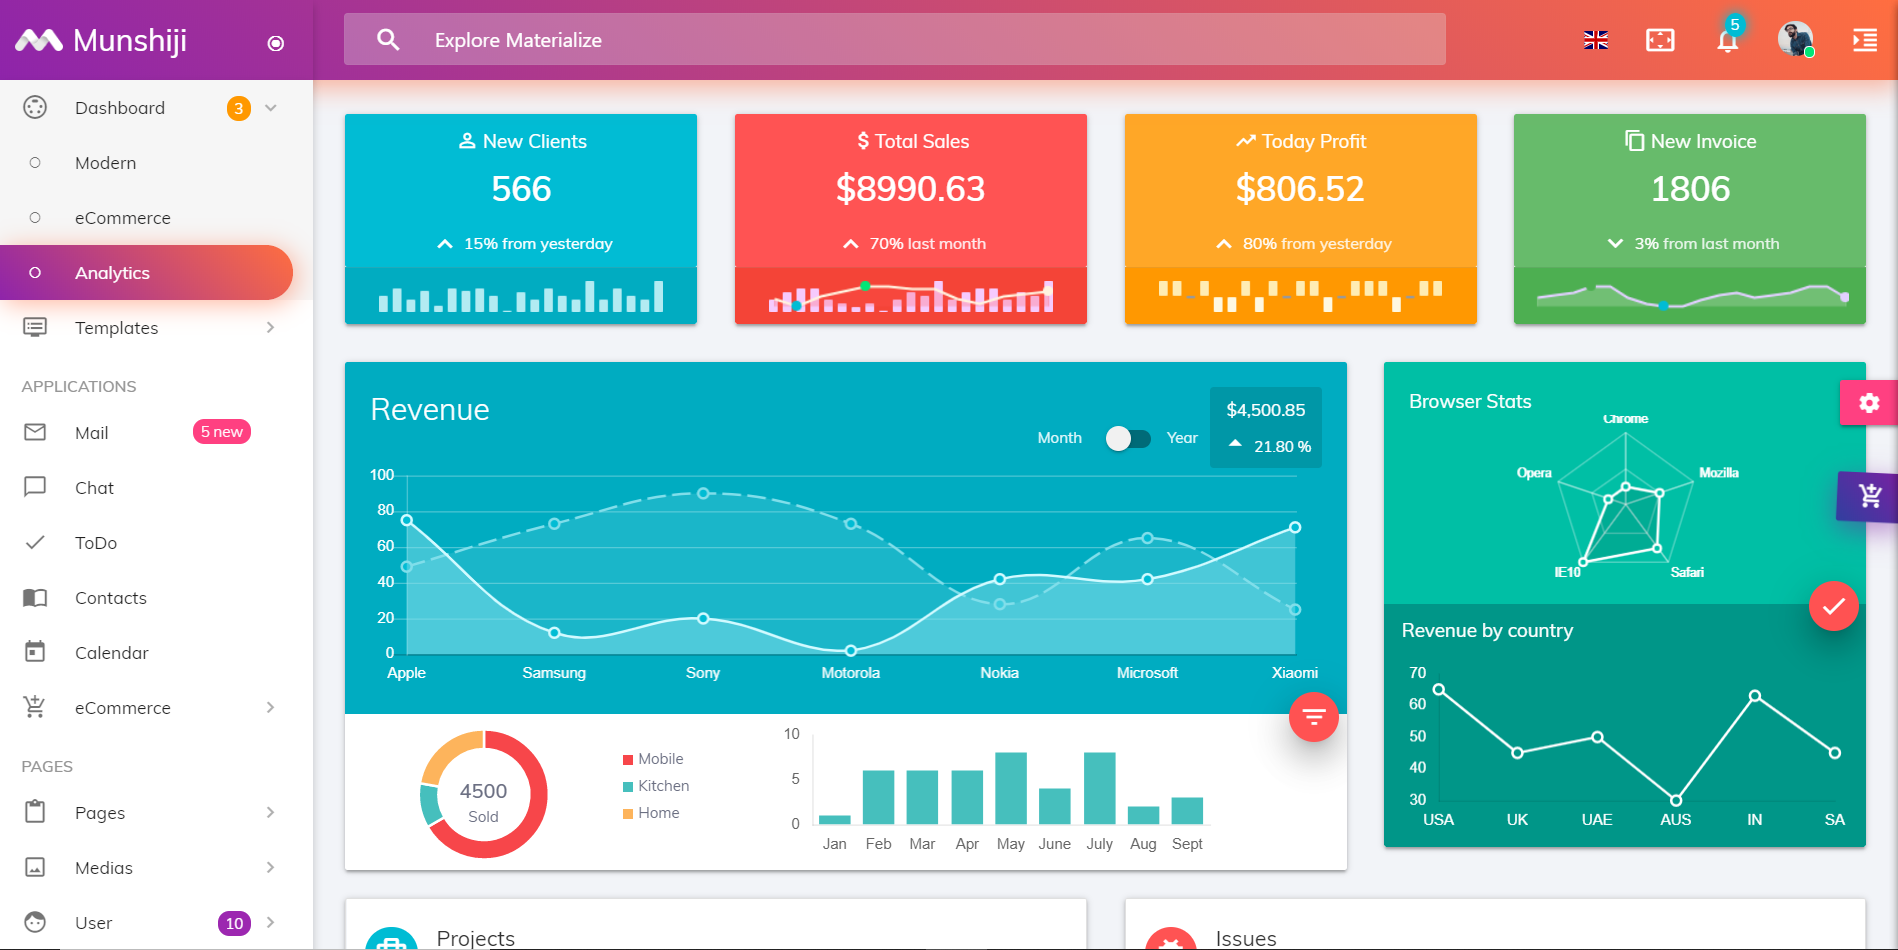 Munshiji
Explore Materialize
5
Dashboard 3
Modern
eCommerce
Analytics
Templates
APPLICATIONS
Mail 5 new
Chat
ToDo
Contacts
Calendar
eCommerce
PAGES
Pages
Medias
User 10
New Clients
566
15% from yesterday
$ Total Sales
$8990.63
70% last month
Today Profit
$806.52
80% from yesterday
New Invoice
1806
3% from last month
Revenue
Month Year
$4,500.85
21.80 %
100
80
60
40
20
0
Apple Samsung Sony Motorola Nokia Microsoft Xiaomi
4500
Sold
Mobile
Kitchen
Home
10
5
0
Jan Feb Mar Apr May June July Aug Sept
Browser Stats
Chrome
Opera Mozilla
IE10 Safari
Revenue by country
70
60
50
40
30
USA UK UAE AUS IN SA
Projects
Issues